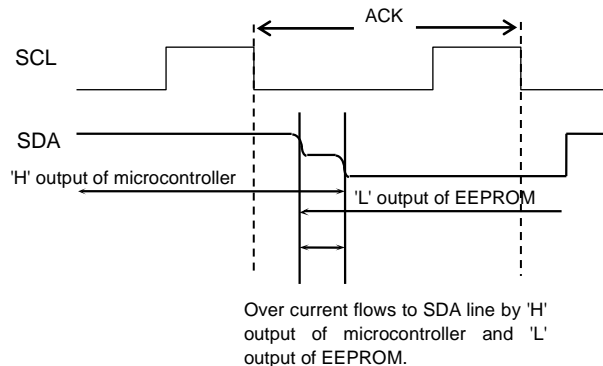 ACK
SCL
SDA
'H' output of microcontroller
'L' output of EEPROM
Over current flows to SDA line by 'H'
output of microcontroller and 'L'
output of EEPROM.